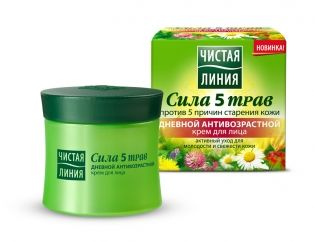 ЧИСТАЯ
ЛИНИЯ
НОВИНКА!
Сила 5 трав
против 5 причин старения кожи
ДНЕВНОЙ АНТИВОЗРАСТНОЙ
крем для лица
активный уход для
молодости и свежести кожи
ЧИСТАЯ
ЛИНИЯ
Сила 5 трав
ДНЕВНОЙ АНТИВОЗРАСТНОЙ
крем для лица